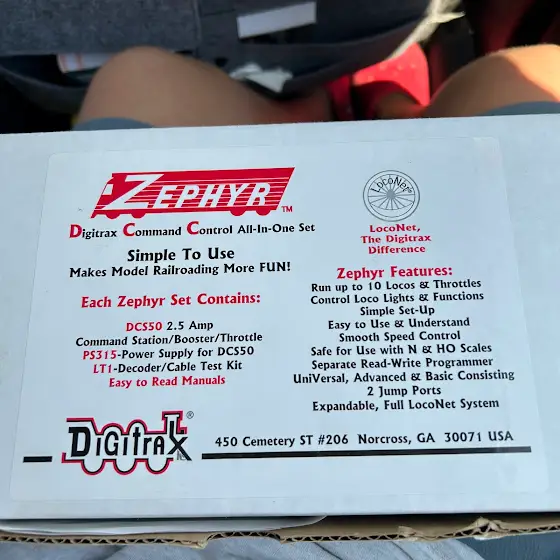 ZEPHYR TM
Digitrax Command Control All-In-One Set
Simple To Use
Makes Model Railroading More FUN!
Each Zephyr Set Contains:
DCS50 2.5 Amp
Command Station/Booster/Throttle
PS315-Power Supply for DCS50
LT1-Decoder/Cable Test Kit
Easy to Read Manuals
LocoNet®
LocoNet,
The Digitrax
Difference
Zephyr Features:
Run up to 10 Locos & Throttles
Control Loco Lights & Functions
Simple Set-Up
Easy to Use & Understand
Smooth Speed Control
Safe for Use with N & HO Scales
Separate Read-Write Programmer
UniVersal, Advanced & Basic Consisting
2 Jump Ports
Expandable, Full LocoNet System
DIGITRAX ®
450 Cemetery ST #206 Norcross, GA 30071 USA